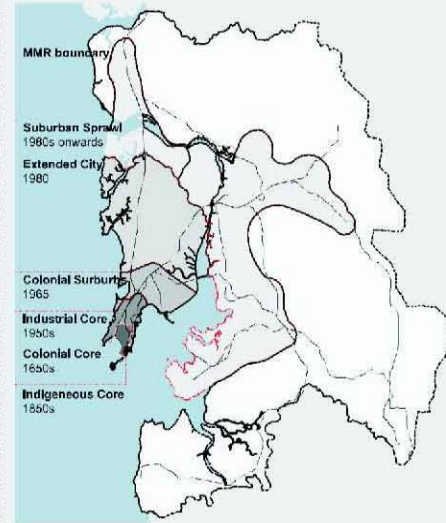 MMR boundary
Suburban Sprawl
1980s onwards
Extended City
1980
Colonial Surburbs
1965
Industrial Core
1950s
Colonial Core
1650s
Indigeneous Core
1850s